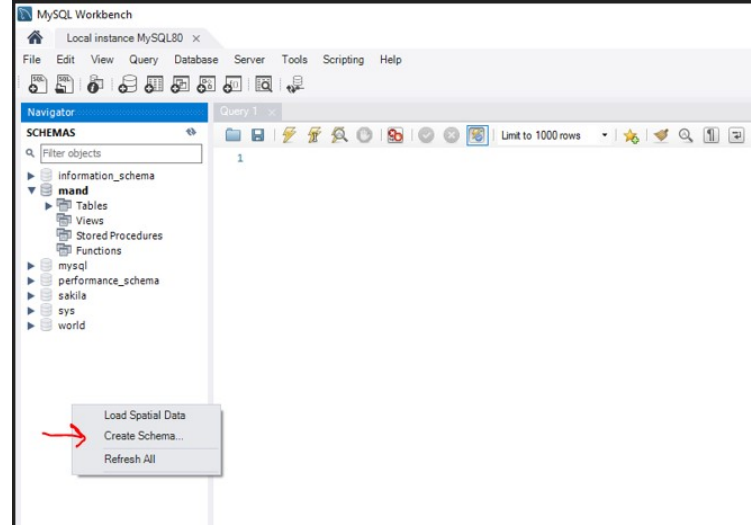 MySQL Workbench
Local instance MySQL80 ×
File Edit View Query Database Server Tools Scripting Help
Navigator
Query 1 ×
SCHEMAS
Limit to 1000 rows
Filter objects
1
information_schema
mand
Tables
Views
Stored Procedures
Functions
mysql
performance_schema
sakila
sys
world
Load Spatial Data
Create Schema...
Refresh All